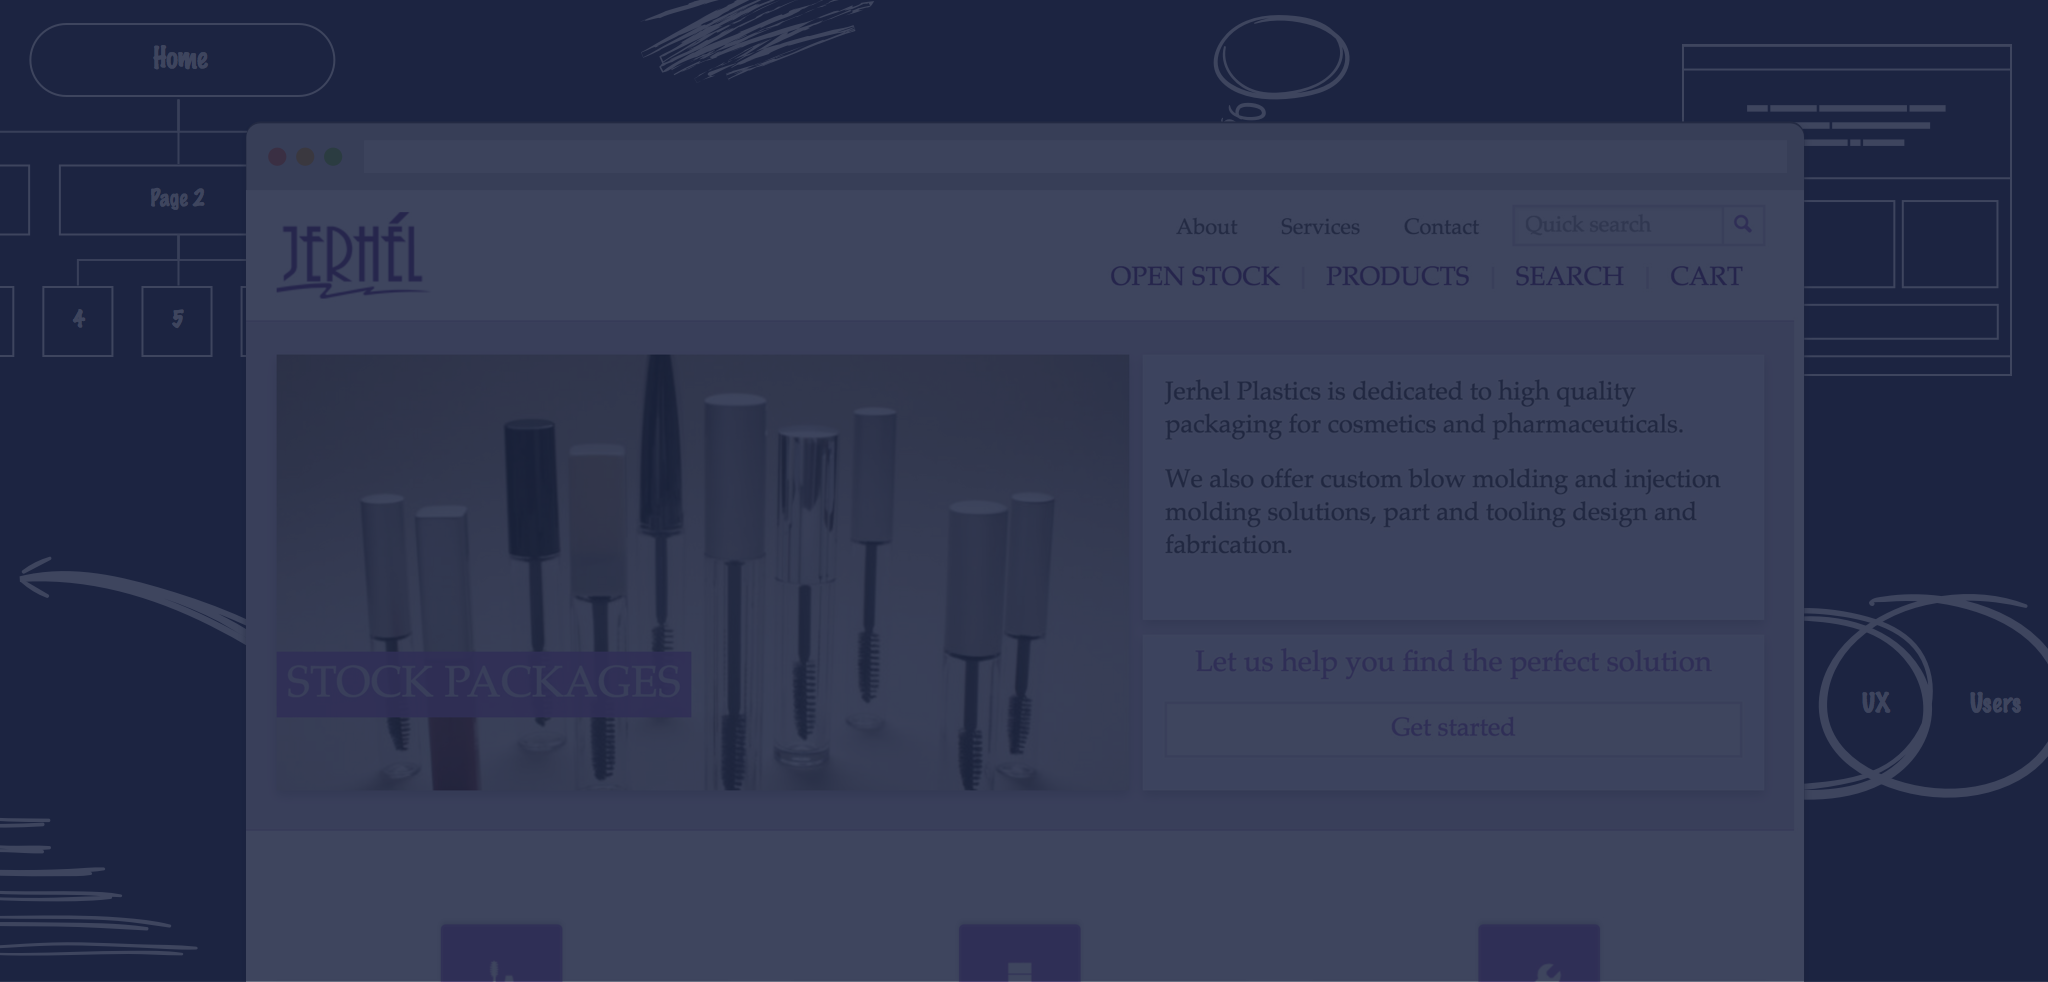 Home
Page 2
4
5
JERHÉL
About
Services
Contact
Quick search
OPEN STOCK
PRODUCTS
SEARCH
CART
STOCK PACKAGES
Jerhel Plastics is dedicated to high quality
packaging for cosmetics and pharmaceuticals.
We also offer custom blow molding and injection
molding solutions, part and tooling design and
fabrication.
Let us help you find the perfect solution
Get started
UX
Users